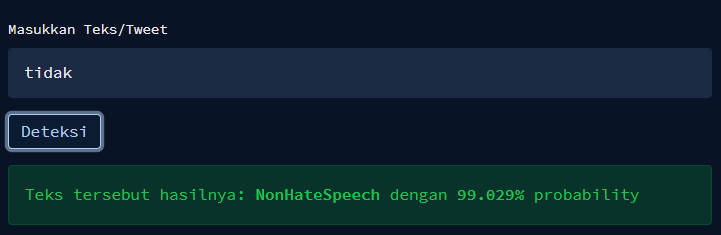 Masukkan Teks/Tweet
tidak
Deteksi
Teks tersebut hasilnya: NonHateSpeech dengan 99.029% probability